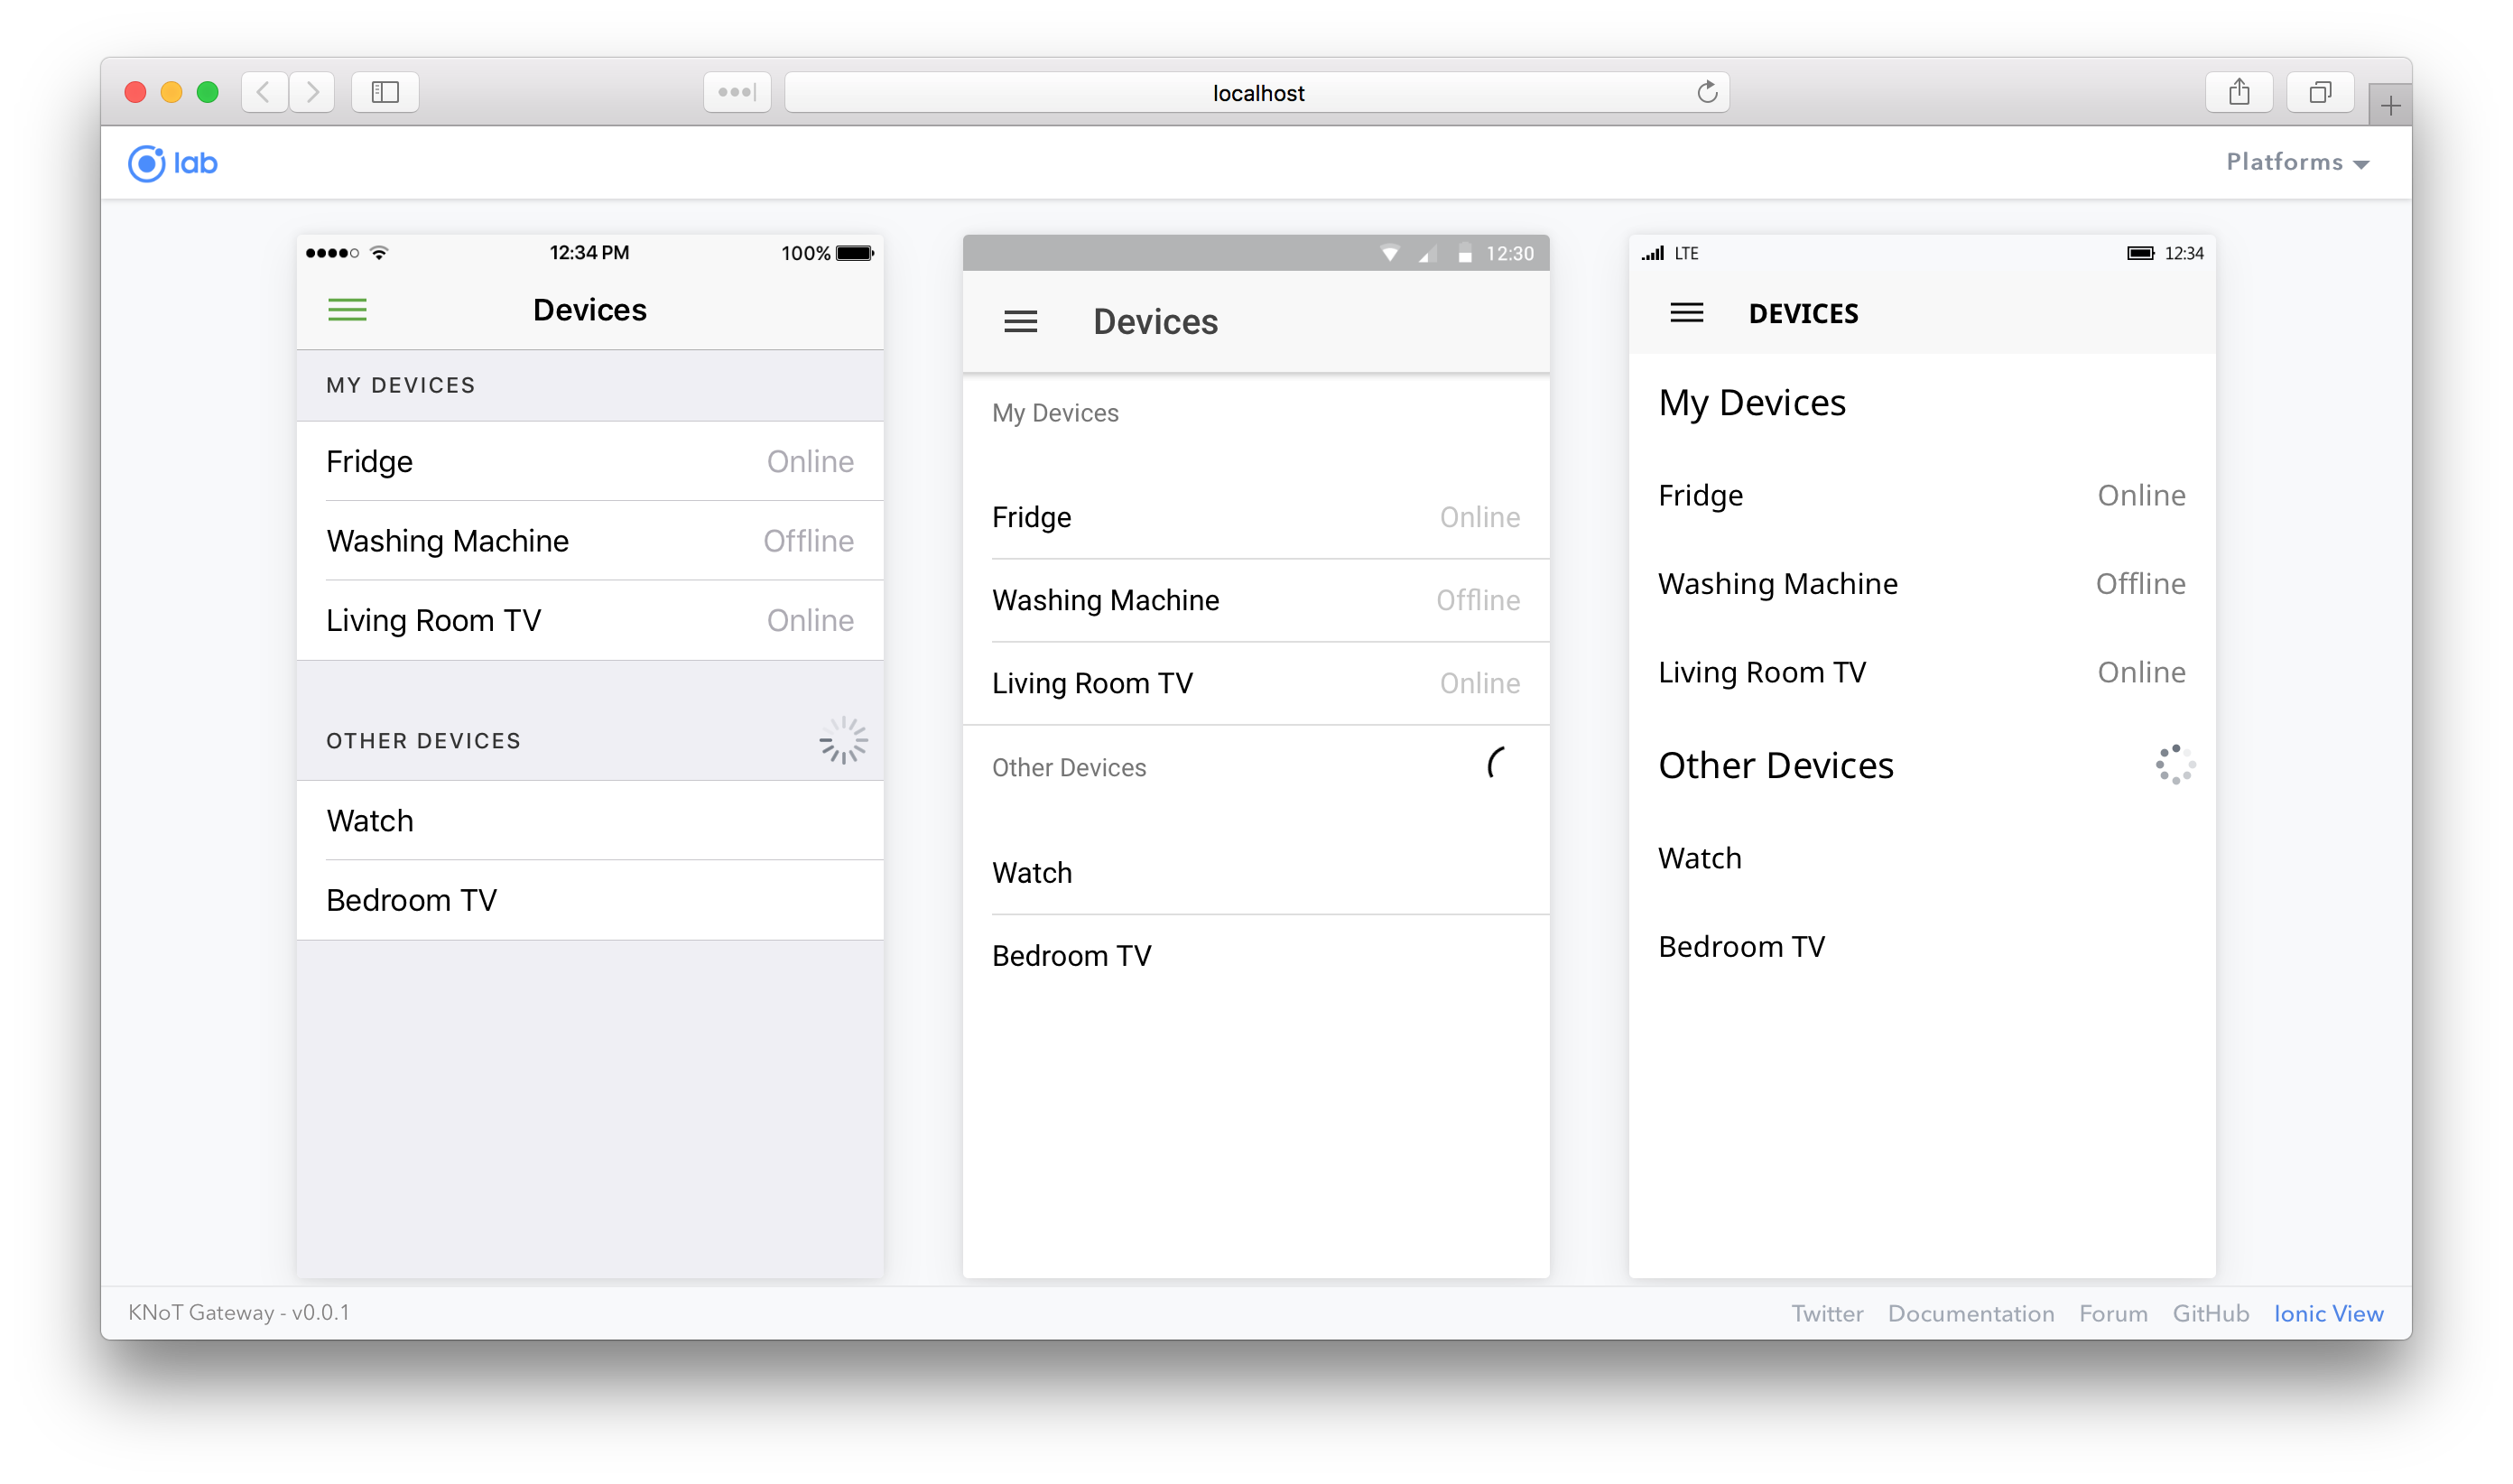 localhost
lab
Platforms
12:34 PM
100%
Devices
MY DEVICES
Fridge Online
Washing Machine Offline
Living Room TV Online
OTHER DEVICES
Watch
Bedroom TV
12:30
Devices
My Devices
Fridge Online
Washing Machine Offline
Living Room TV Online
Other Devices
Watch
Bedroom TV
LTE 12:34
DEVICES
My Devices
Fridge Online
Washing Machine Offline
Living Room TV Online
Other Devices
Watch
Bedroom TV
KNoT Gateway - v0.0.1
Twitter Documentation Forum GitHub Ionic View